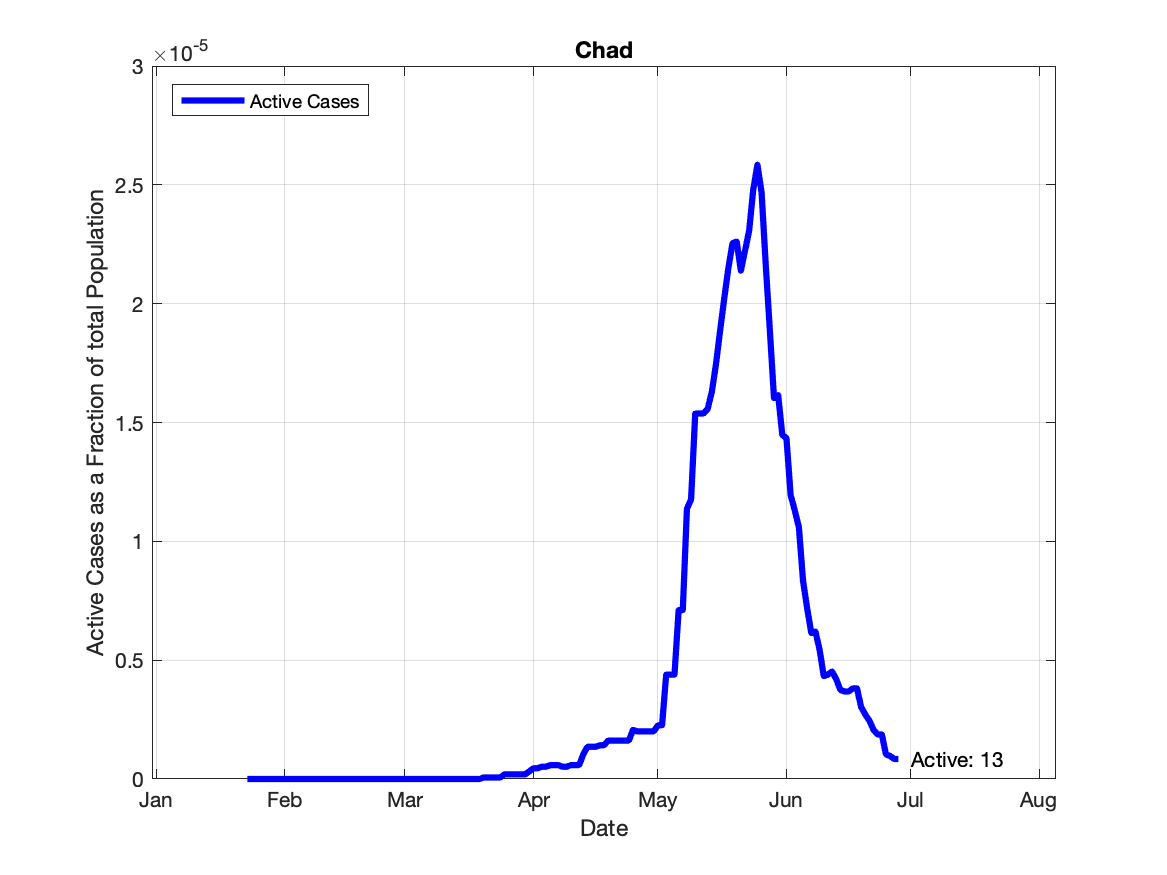 Chad
×10-5
3
2.5
2
1.5
1
0.5
0
Active Cases as a Fraction of total Population
Active Cases
Active: 13
Jan Feb Mar Apr May Jun Jul Aug
Date